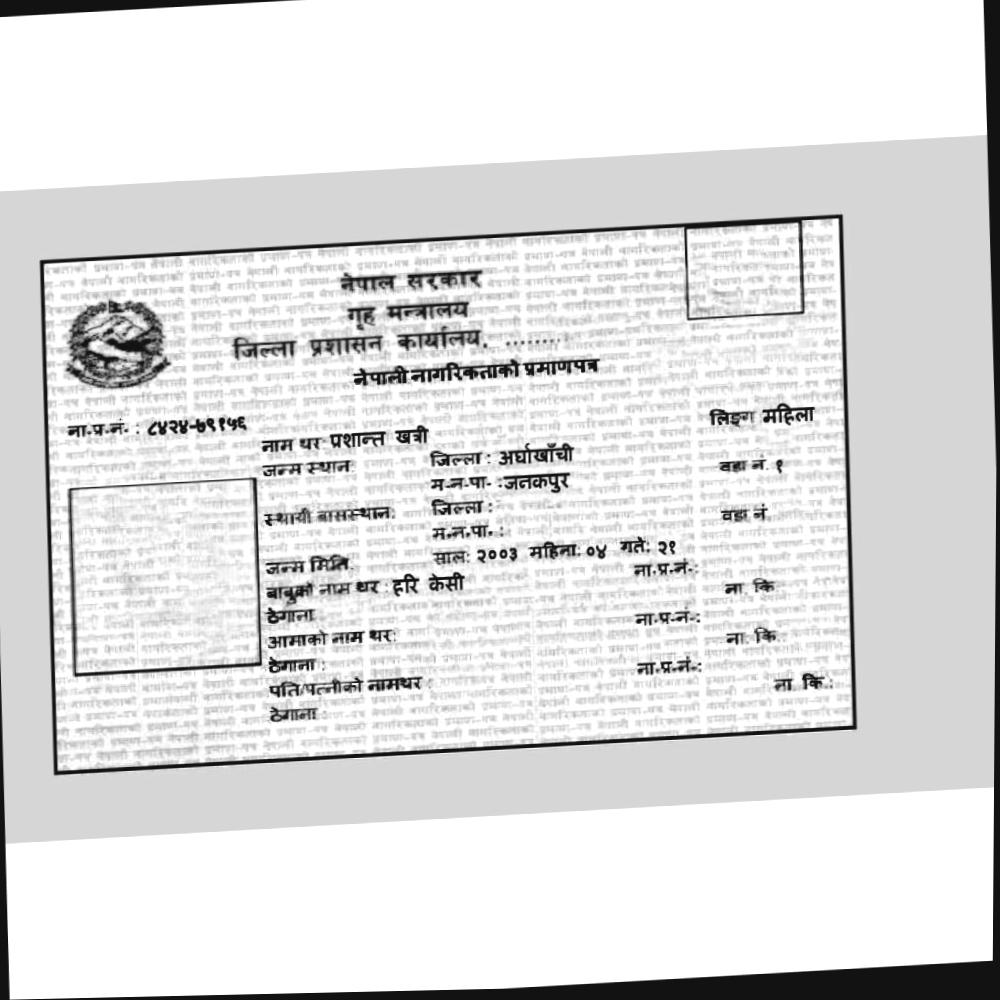 नेपाल सरकार
गृह मन्त्रालय
जिल्ला प्रशासन कार्यालय, ........
नेपाली नागरिकताको प्रमाणपत्र
ना.प्र.नं. : ८४२४-७९१५६ लिङ्ग महिला
नाम थर प्रशान्त खत्री
जन्म स्थान: जिल्ला : अर्घाखाँची वडा नं. १
म.न.पा. :जनकपुर
स्थायी बासस्थान: जिल्ला : वडा नं
म.न.पा. :
जन्म मिति: साल: २००३ महिना: ०४ गते: २१
बाबुको नाम थर : हरि केसी ना.प्र.नं.:
ठेगाना ना. कि
आमाको नाम थर: ना.प्र.नं.:
ठेगाना : ना. कि :
पति/पत्नीको नामथर : ना.प्र.नं.:
ठेगाना : ना कि :